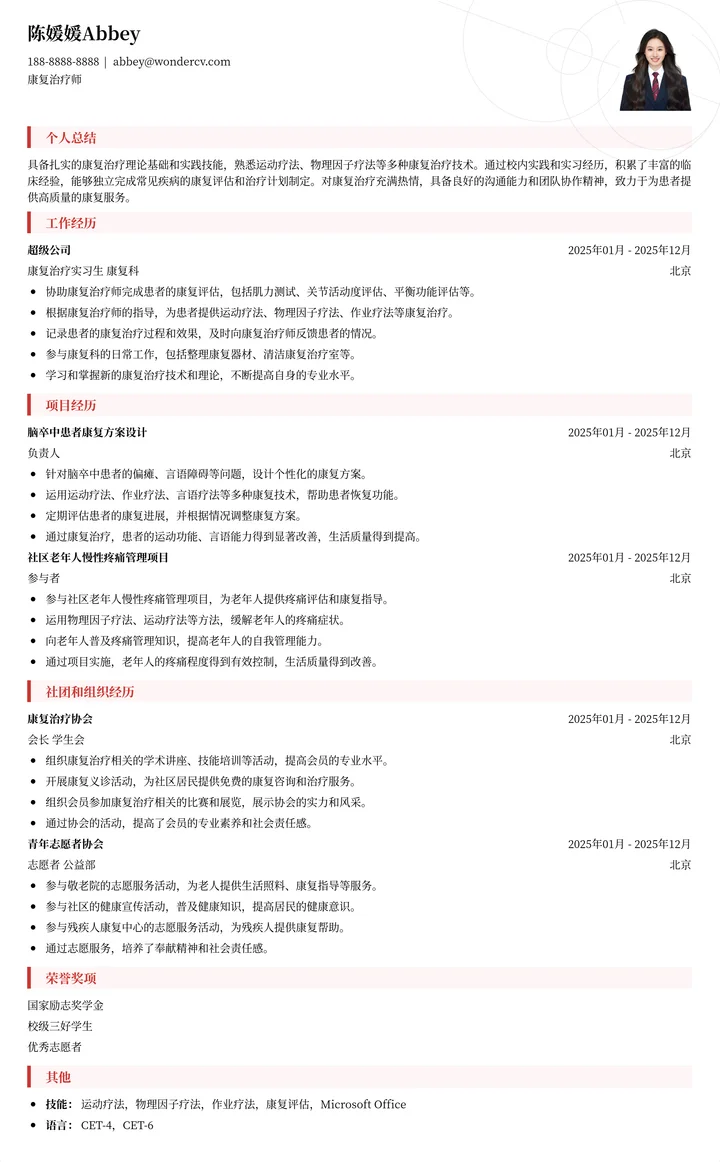 陈媛媛Abbey
188-8888-8888 | abbey@wondercv.com
康复治疗师
个人总结
具备扎实的康复治疗理论基础和实践技能，熟悉运动疗法、物理因子疗法等多种康复治疗技术。通过校内实践和实习经历，积累了丰富的临
床经验，能够独立完成常见疾病的康复评估和治疗计划制定。对康复治疗充满热情，具备良好的沟通能力和团队协作精神，致力于为患者提
供高质量的康复服务。
工作经历
超级公司 2025年01月 - 2025年12月
康复治疗实习生 康复科 北京
• 协助康复治疗师完成患者的康复评估，包括肌力测试、关节活动度评估、平衡功能评估等。
• 根据康复治疗师的指导，为患者提供运动疗法、物理因子疗法、作业疗法等康复治疗。
• 记录患者的康复治疗过程和效果，及时向康复治疗师反馈患者的情况。
• 参与康复科的日常工作，包括整理康复器材、清洁康复治疗室等。
• 学习和掌握新的康复治疗技术和理论，不断提高自身的专业水平。
项目经历
脑卒中患者康复方案设计 2025年01月 - 2025年12月
负责人 北京
• 针对脑卒中患者的偏瘫、言语障碍等问题，设计个性化的康复方案。
• 运用运动疗法、作业疗法、言语疗法等多种康复技术，帮助患者恢复功能。
• 定期评估患者的康复进展，并根据情况调整康复方案。
• 通过康复治疗，患者的运动功能、言语能力得到显著改善，生活质量得到提高。
社区老年人慢性疼痛管理项目 2025年01月 - 2025年12月
参与者 北京
• 参与社区老年人慢性疼痛管理项目，为老年人提供疼痛评估和康复指导。
• 运用物理因子疗法、运动疗法等方法，缓解老年人的疼痛症状。
• 向老年人普及疼痛管理知识，提高老年人的自我管理能力。
• 通过项目实施，老年人的疼痛程度得到有效控制，生活质量得到改善。
社团和组织经历
康复治疗协会 2025年01月 - 2025年12月
会长 学生会 北京
• 组织康复治疗相关的学术讲座、技能培训等活动，提高会员的专业水平。
• 开展康复义诊活动，为社区居民提供免费的康复咨询和治疗服务。
• 组织会员参加康复治疗相关的比赛和展览，展示协会的实力和风采。
• 通过协会的活动，提高了会员的专业素养和社会责任感。
青年志愿者协会 2025年01月 - 2025年12月
志愿者 公益部 北京
• 参与敬老院的志愿服务活动，为老人提供生活照料、康复指导等服务。
• 参与社区的健康宣传活动，普及健康知识，提高居民的健康意识。
• 参与残疾人康复中心的志愿服务活动，为残疾人提供康复帮助。
• 通过志愿服务，培养了奉献精神和社会责任感。
荣誉奖项
国家励志奖学金
校级三好学生
优秀志愿者
其他
• 技能： 运动疗法，物理因子疗法，作业疗法，康复评估，Microsoft Office
• 语言： CET-4，CET-6